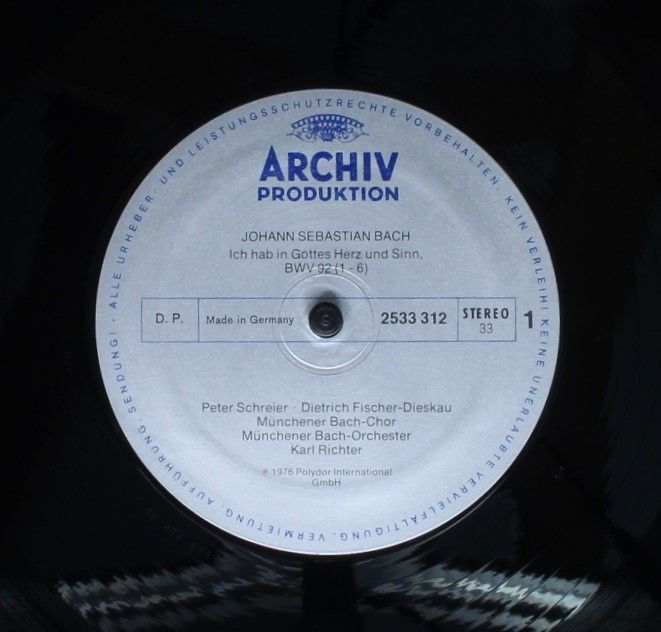 ALLE URHEBER- UND LEISTUNGSSCHUTZRECHTE VORBEHALTEN · KEIN VERLEIH! KEINE UNERLAUBTE VERVIELFÄLTIGUNG, VERMIETUNG, AUFFÜHRUNG, SENDUNG! ·
ARCHIV
PRODUKTION
JOHANN SEBASTIAN BACH
Ich hab in Gottes Herz und Sinn,
BWV 92 (1 - 6)
D. P. Made in Germany 2533 312 STEREO 33 1
Peter Schreier · Dietrich Fischer-Dieskau
Münchener Bach-Chor
Münchener Bach-Orchester
Karl Richter
℗ 1976 Polydor International
GmbH